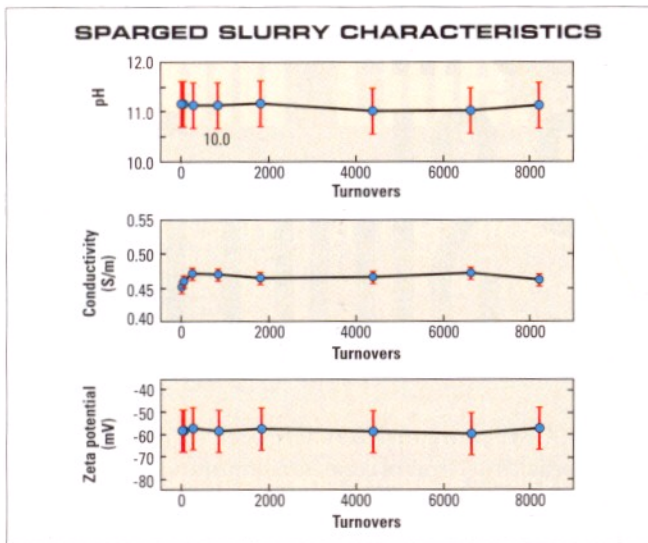 SPARGED SLURRY CHARACTERISTICS
pH
12.0
11.0
10.0
10.0
0 2000 4000 6000 8000
Turnovers
Conductivity
(S/m)
0.55
0.50
0.45
0.40
0 2000 4000 6000 8000
Turnovers
Zeta potential
(mV)
-40
-50
-60
-70
-80
0 2000 4000 6000 8000
Turnovers